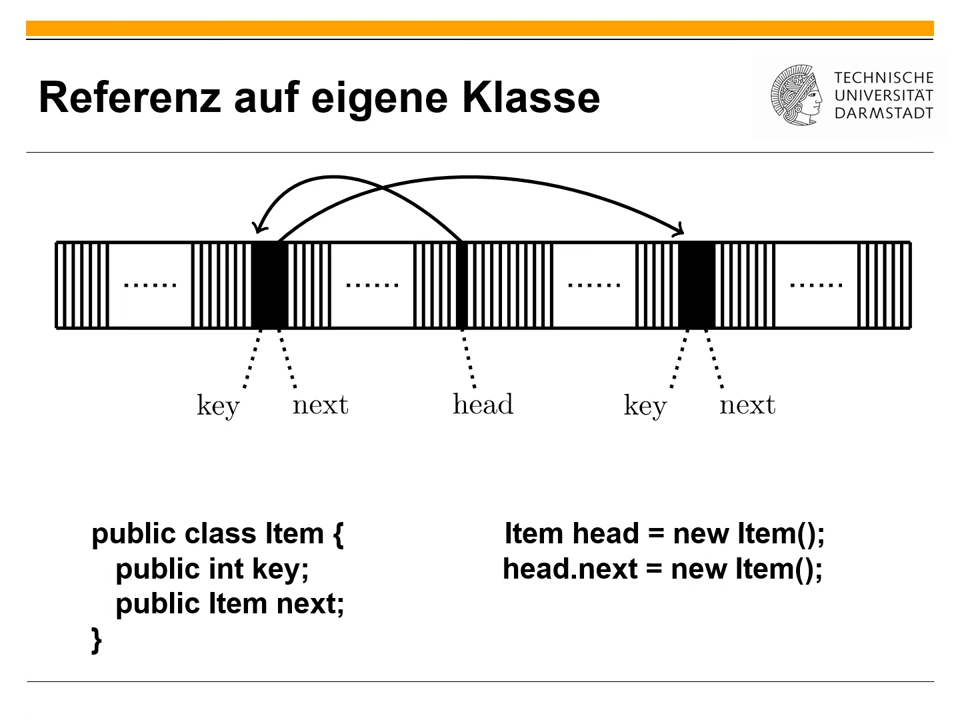 Referenz auf eigene Klasse
TECHNISCHE
UNIVERSITÄT
DARMSTADT
...... ...... ...... ......
key next head key next
public class Item {
public int key;
public Item next;
}
Item head = new Item();
head.next = new Item();